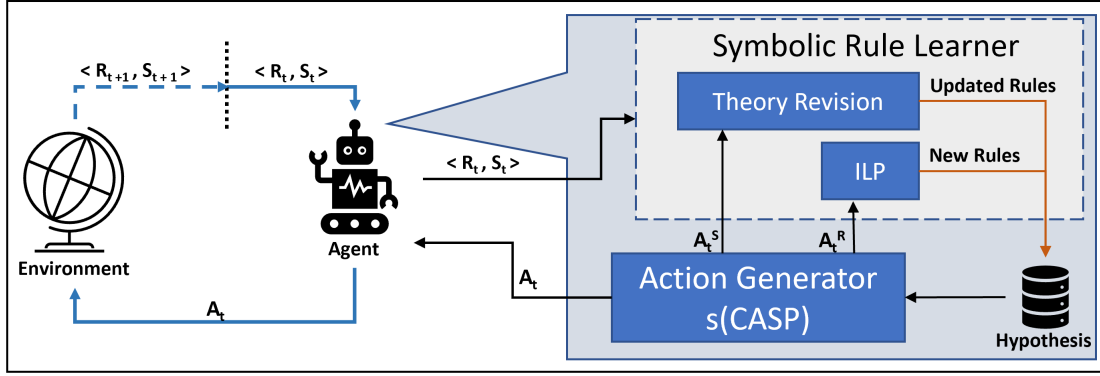 Symbolic Rule Learner
< R t+1 , S t+1 >
< R t , S t >
Theory Revision
Updated Rules
New Rules
ILP
< R t , S t >
Agent
A t S
A t R
Environment
Action Generator
s(CASP)
A t
A t
Hypothesis